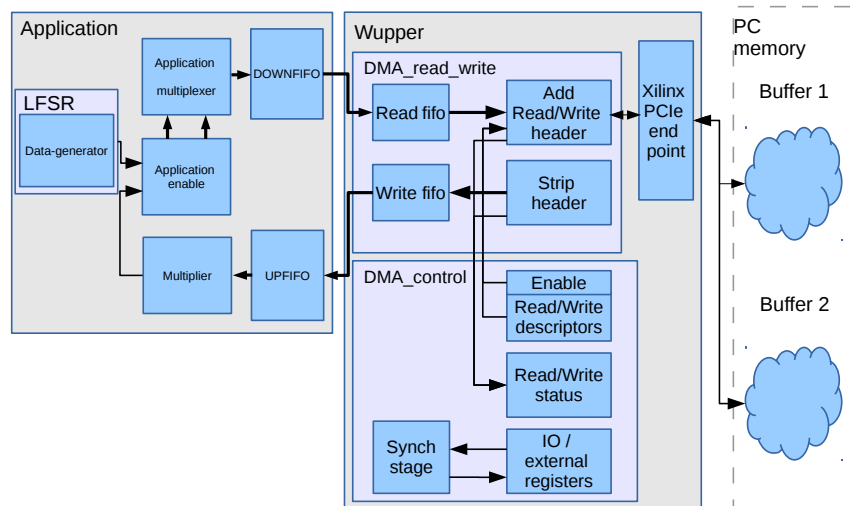 Application
LFSR
Data-generator
Application
multiplexer
DOWNFIFO
Application
enable
Multiplier
UPFIFO
Wupper
DMA_read_write
Read fifo
Add
Read/Write
header
Write fifo
Strip
header
Xilinx
PCIe
end
point
DMA_control
Enable
Read/Write
descriptors
Read/Write
status
Synch
stage
IO /
external
registers
PC
memory
Buffer 1
Buffer 2